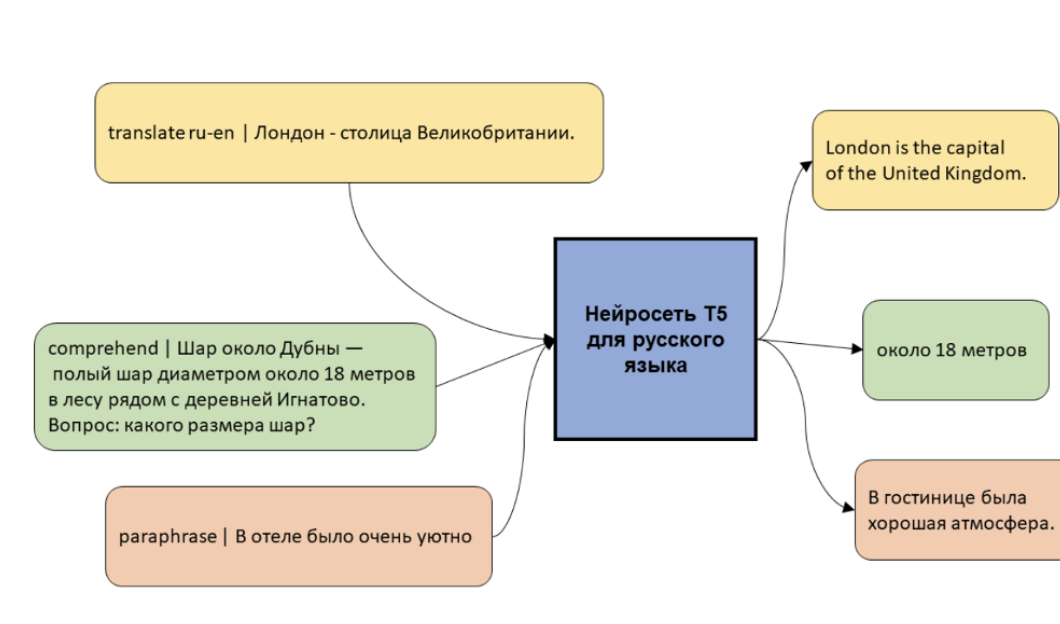 translate ru-en | Лондон - столица Великобритании.
comprehend | Шар около Дубны —
полый шар диаметром около 18 метров
в лесу рядом с деревней Игнатово.
Вопрос: какого размера шар?
paraphrase | В отеле было очень уютно
Нейросеть T5
для русского
языка
London is the capital
of the United Kingdom.
около 18 метров
В гостинице была
хорошая атмосфера.